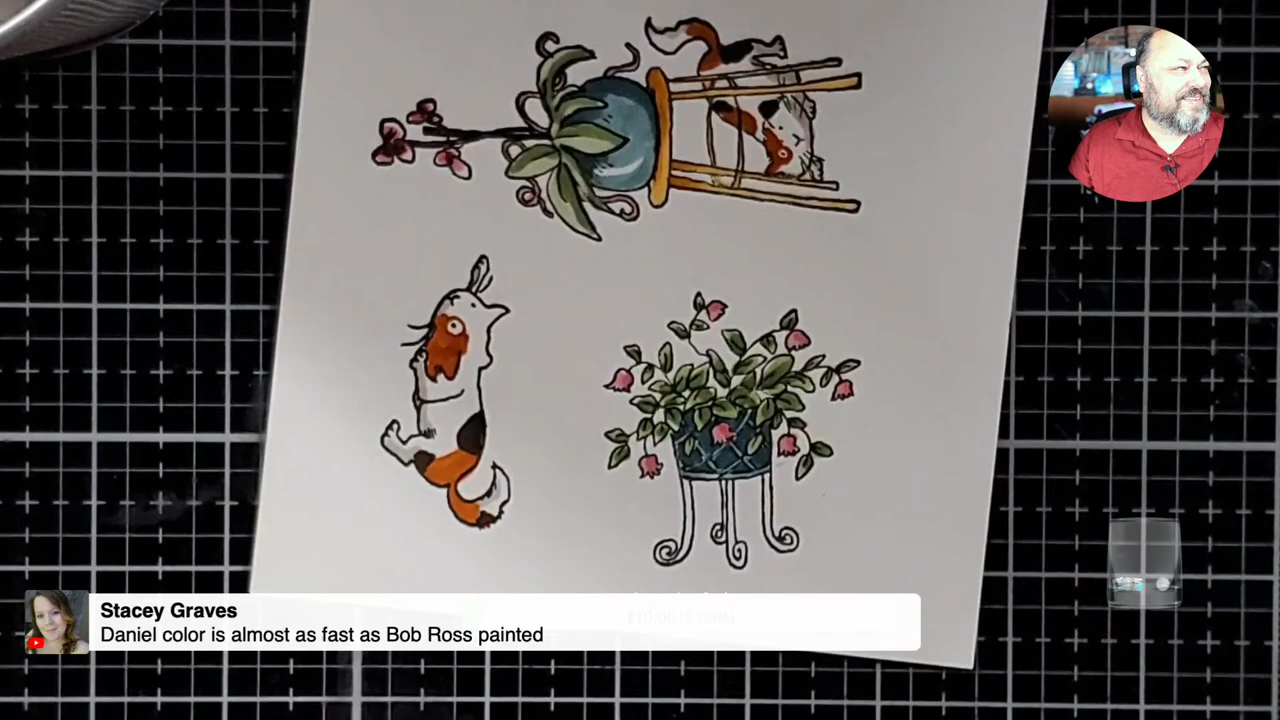 Stacey Graves
Daniel color is almost as fast as Bob Ross painted